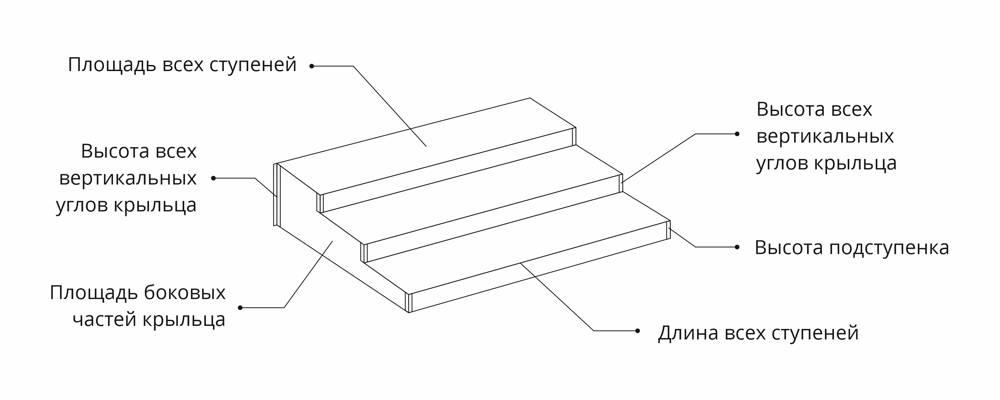 Площадь всех ступеней
Высота всех
вертикальных
углов крыльца
Площадь боковых
частей крыльца
Высота всех
вертикальных
углов крыльца
Высота подступенка
Длина всех ступеней